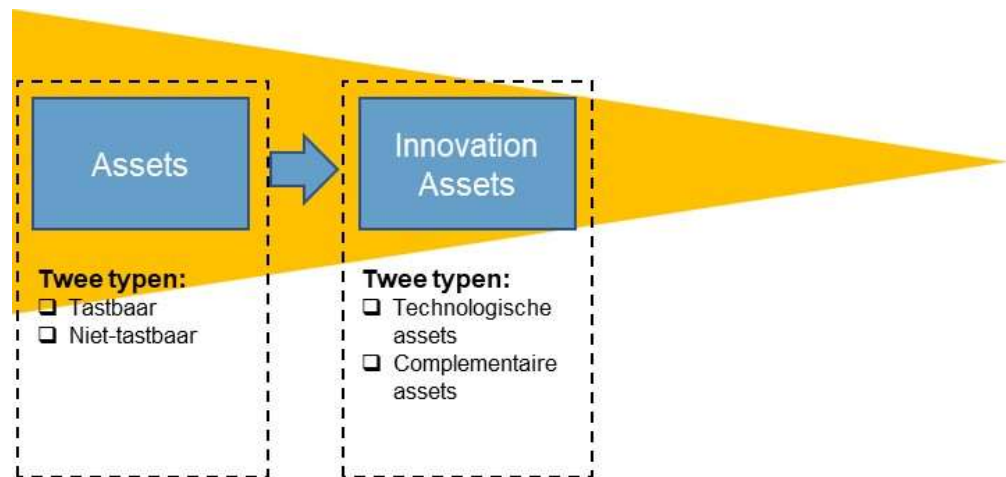 Assets
Twee typen:
❑ Tastbaar
❑ Niet-tastbaar
Innovation
Assets
Twee typen:
❑ Technologische
assets
❑ Complementaire
assets